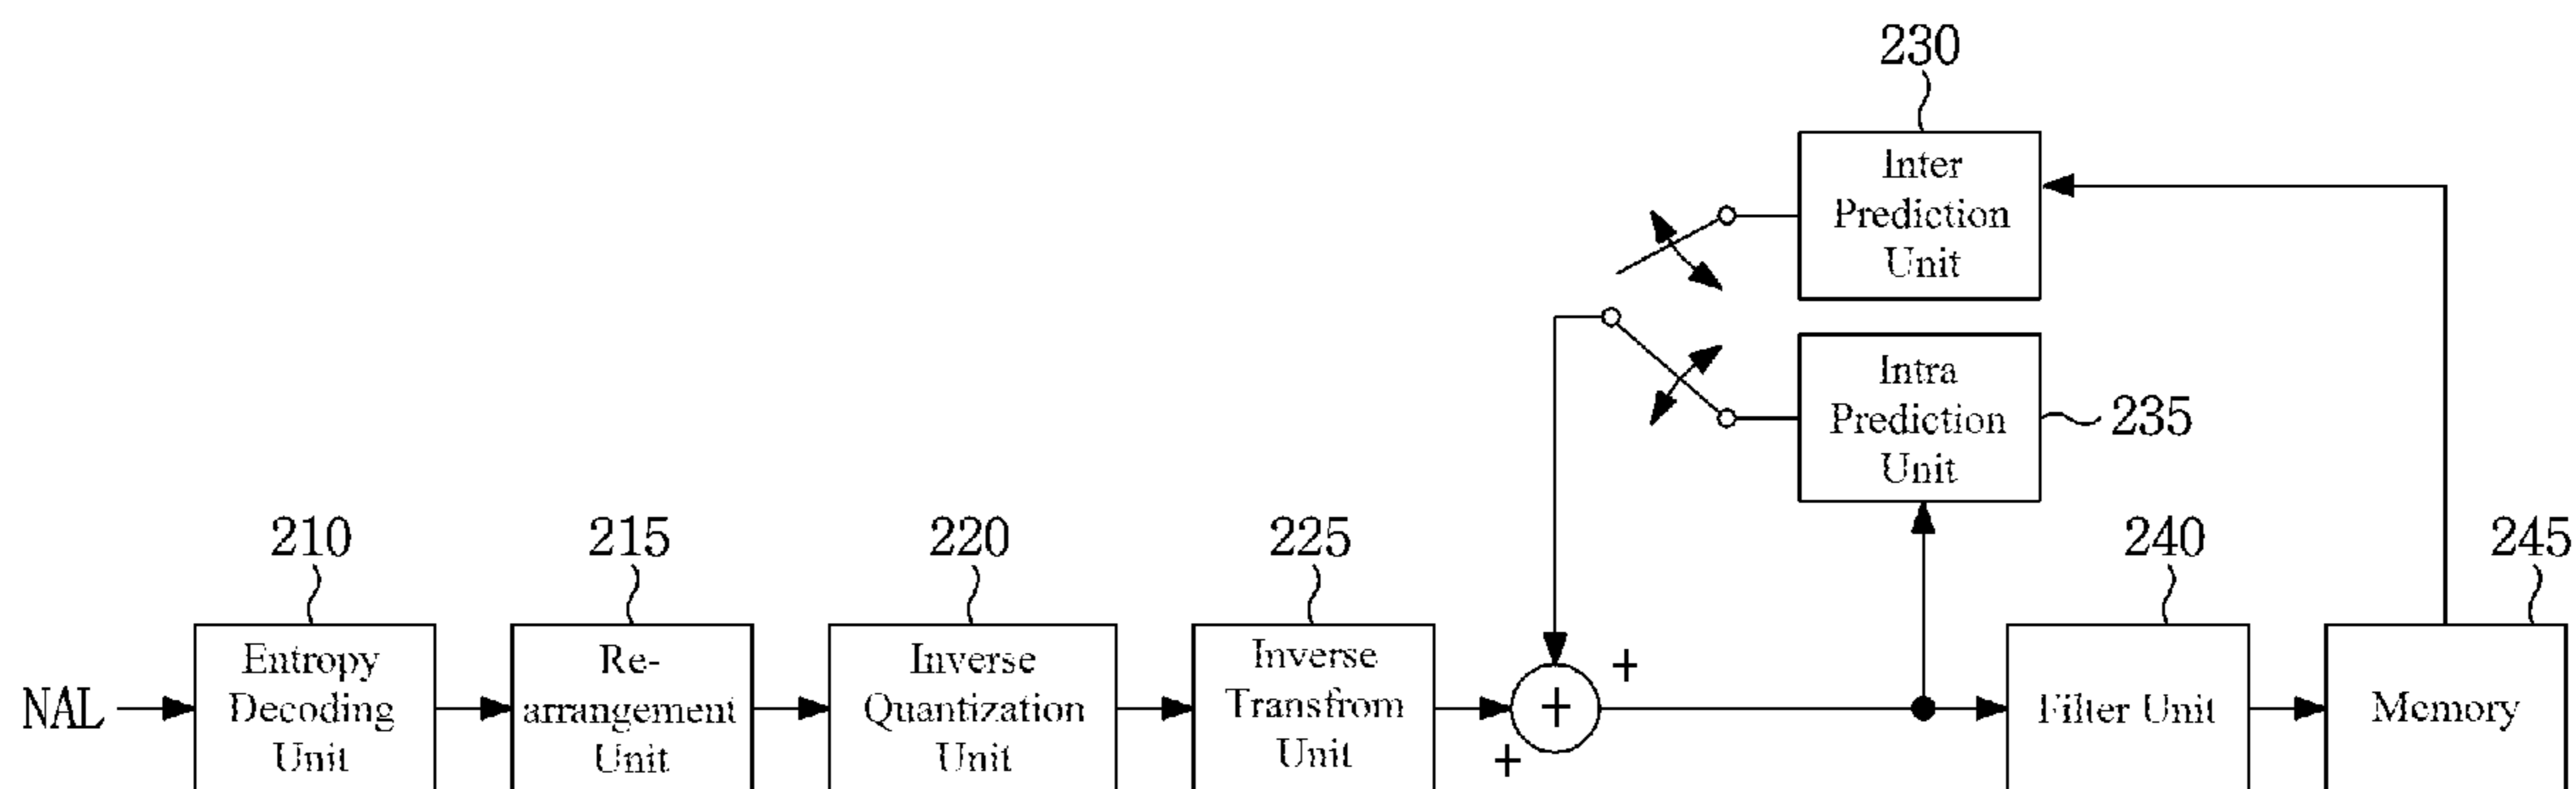 230
Inter
Prediction
Unit
Intra
Prediction
Unit
235
210
215
220
225
240
245
NAL
Entropy
Decoding
Unit
Re-
arrangement
Unit
Inverse
Quantization
Unit
Inverse
Transfrom
Unit
+
+
+
Filter Unit
Memory